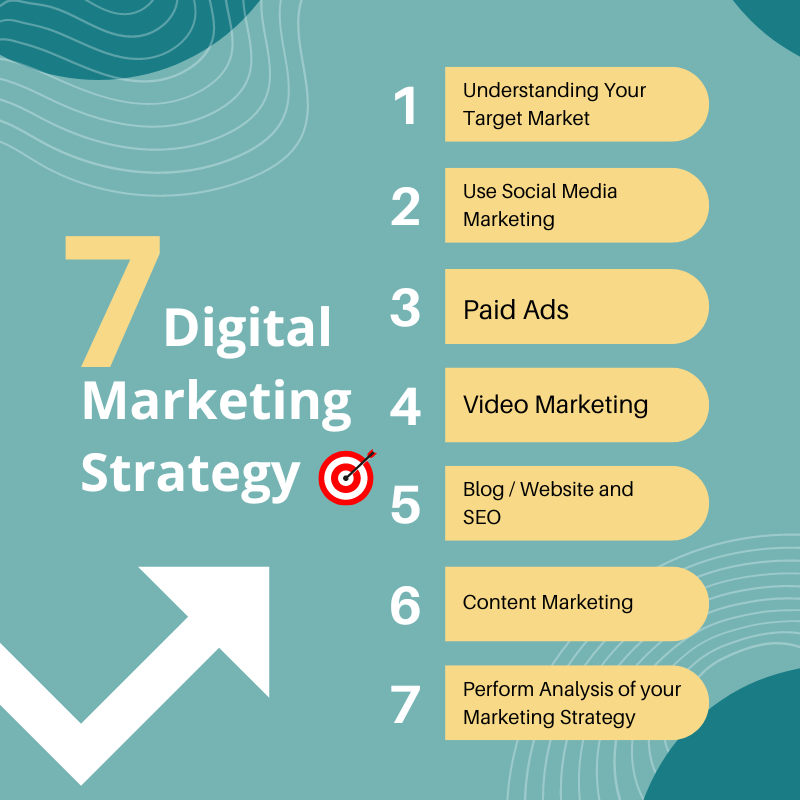 7
Digital
Marketing
Strategy
1
Understanding Your
Target Market
2
Use Social Media
Marketing
3
Paid Ads
4
Video Marketing
5
Blog / Website and
SEO
6
Content Marketing
7
Perform Analysis of your
Marketing Strategy